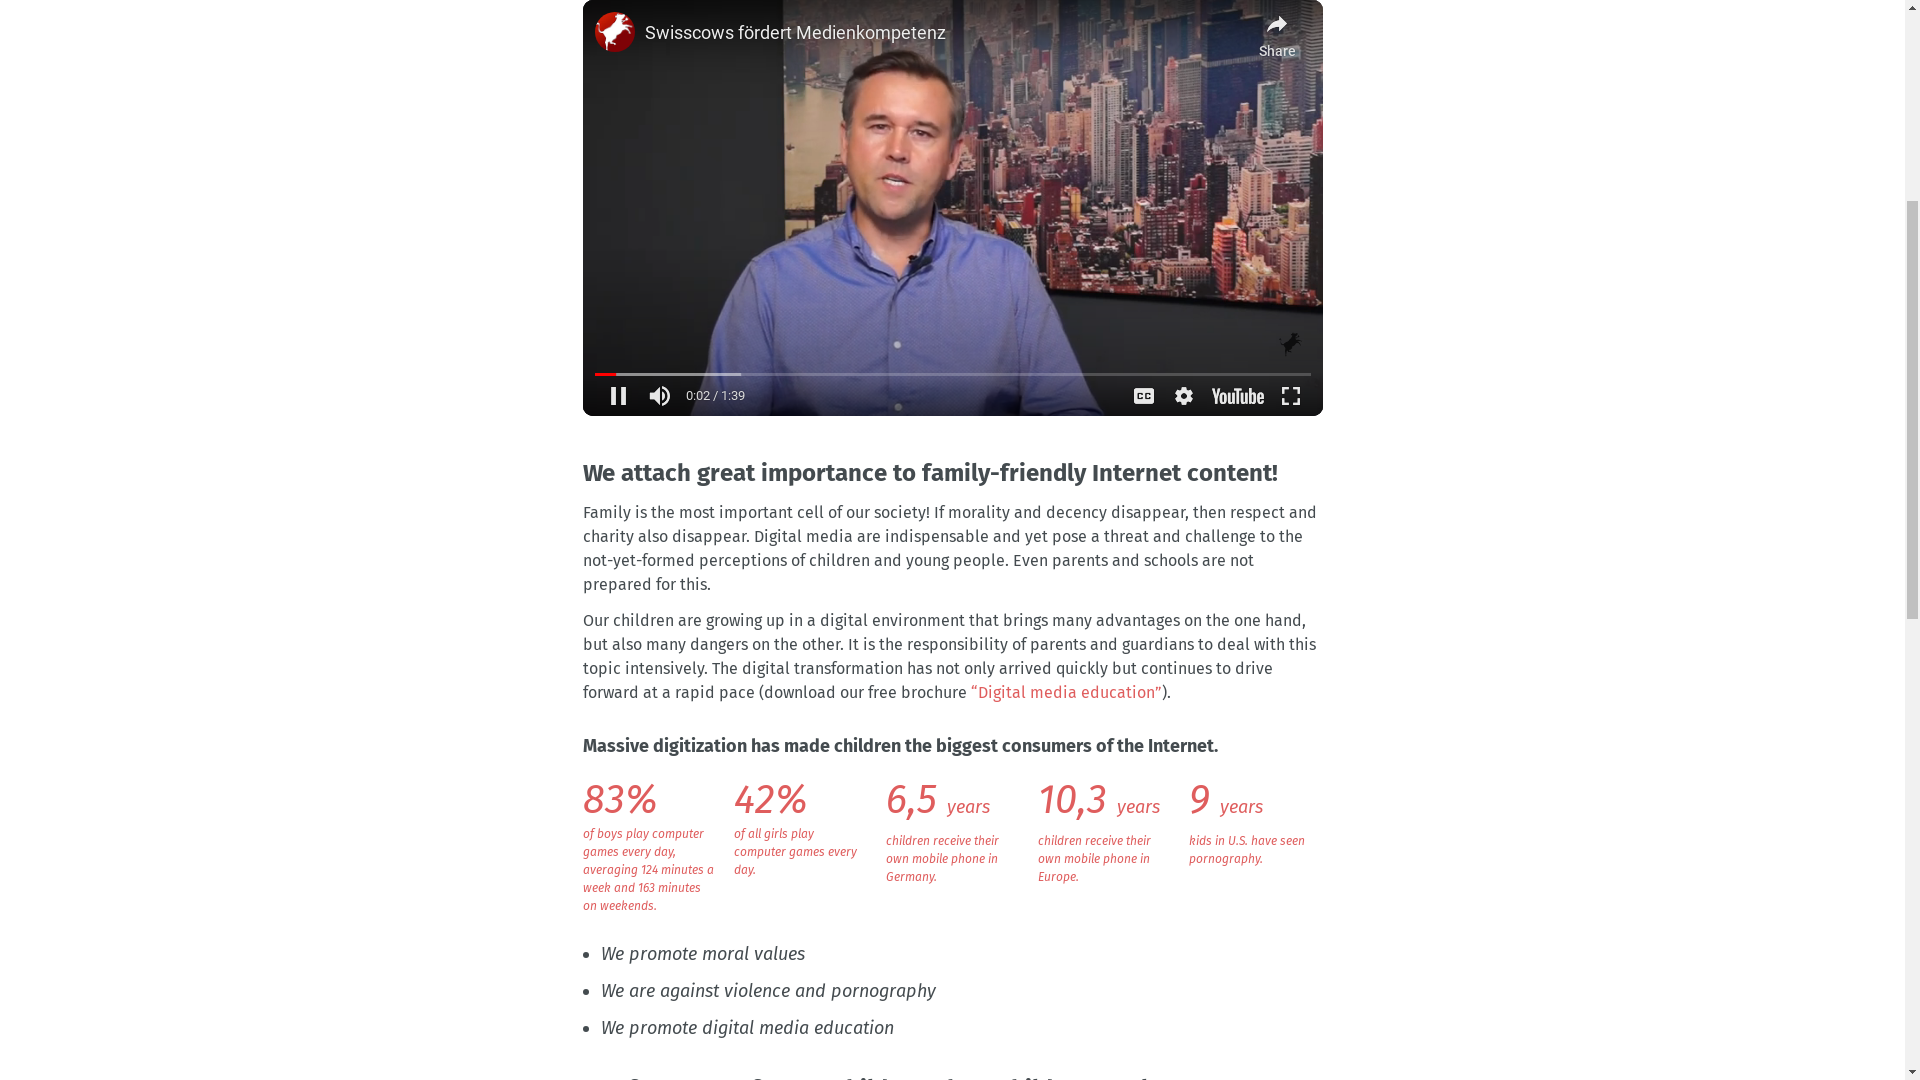 Swisscows fördert Medienkompetenz
Share
0:02 / 1:39
CC
YouTube
We attach great importance to family-friendly Internet content!
Family is the most important cell of our society! If morality and decency disappear, then respect and
charity also disappear. Digital media are indispensable and yet pose a threat and challenge to the
not-yet-formed perceptions of children and young people. Even parents and schools are not
prepared for this.
Our children are growing up in a digital environment that brings many advantages on the one hand,
but also many dangers on the other. It is the responsibility of parents and guardians to deal with this
topic intensively. The digital transformation has not only arrived quickly but continues to drive
forward at a rapid pace (download our free brochure “Digital media education”).
Massive digitization has made children the biggest consumers of the Internet.
83%
of boys play computer
games every day,
averaging 124 minutes a
week and 163 minutes
on weekends.
42%
of all girls play
computer games every
day.
6,5 years
children receive their
own mobile phone in
Germany.
10,3 years
children receive their
own mobile phone in
Europe.
9 years
kids in U.S. have seen
pornography.
We promote moral values
We are against violence and pornography
We promote digital media education